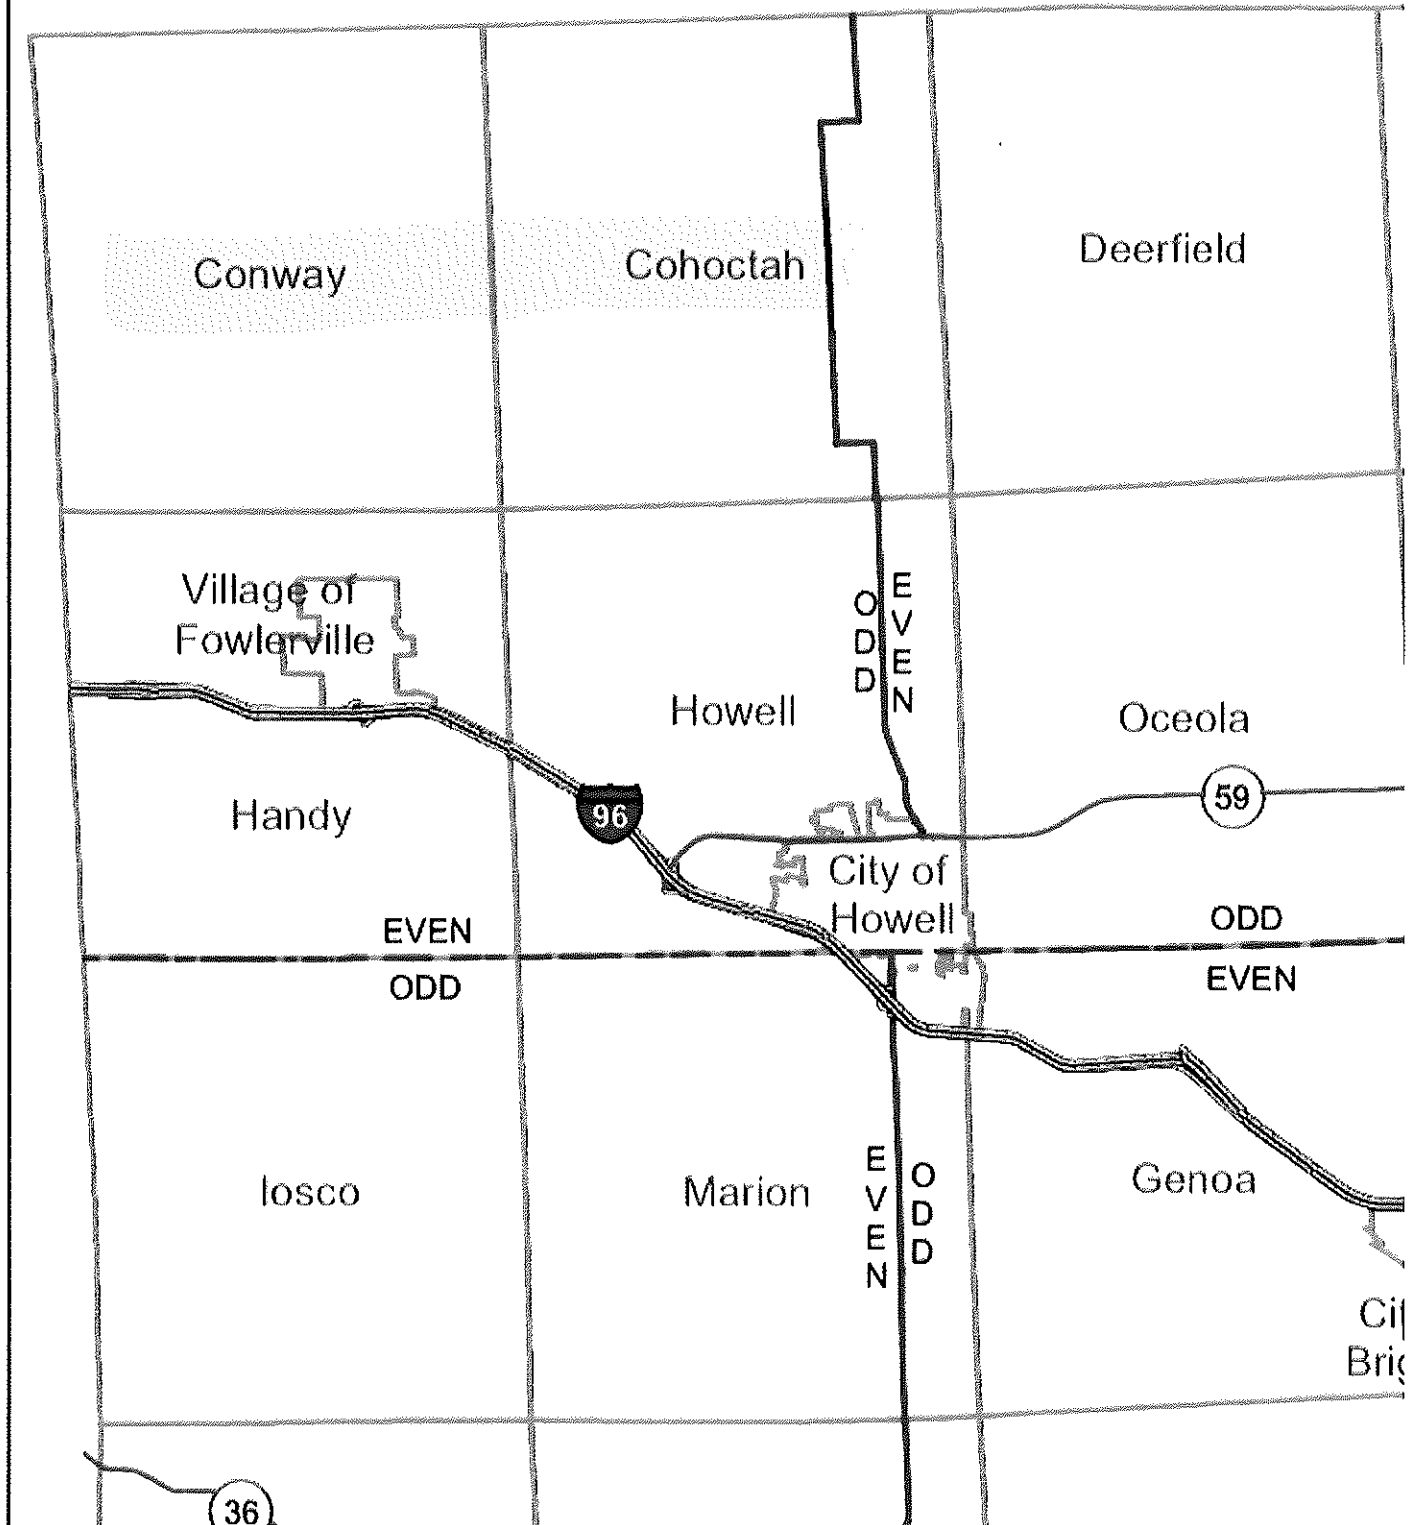 Conway
Cohoctah
Deerfield
Village of
Fowlerville
ODD
EVEN
Howell
Oceola
Handy
96
59
City of
Howell
EVEN
ODD
ODD
EVEN
Iosco
Marion
EVEN
ODD
Genoa
36